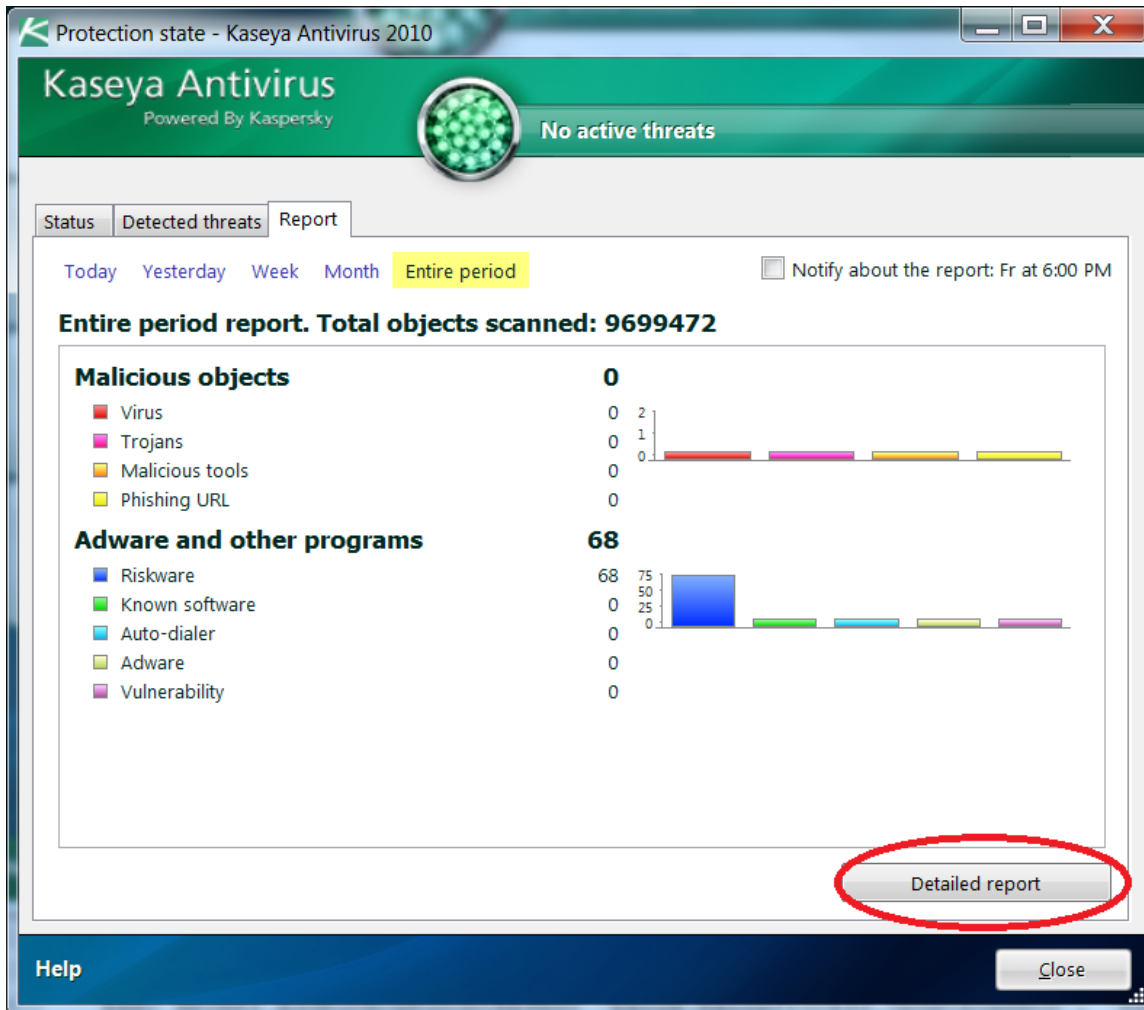 Protection state - Kaseya Antivirus 2010
X
Kaseya Antivirus
Powered By Kaspersky
No active threats
Status Detected threats Report
Today Yesterday Week Month Entire period Notify about the report: Fr at 6:00 PM
Entire period report. Total objects scanned: 9699472
Malicious objects 0
Virus 0 2
Trojans 0 1
0
Malicious tools 0
Phishing URL 0
Adware and other programs 68
Riskware 68 75
50
Known software 0 25
Auto-dialer 0 0
Adware 0
Vulnerability 0
Detailed report
Help Close